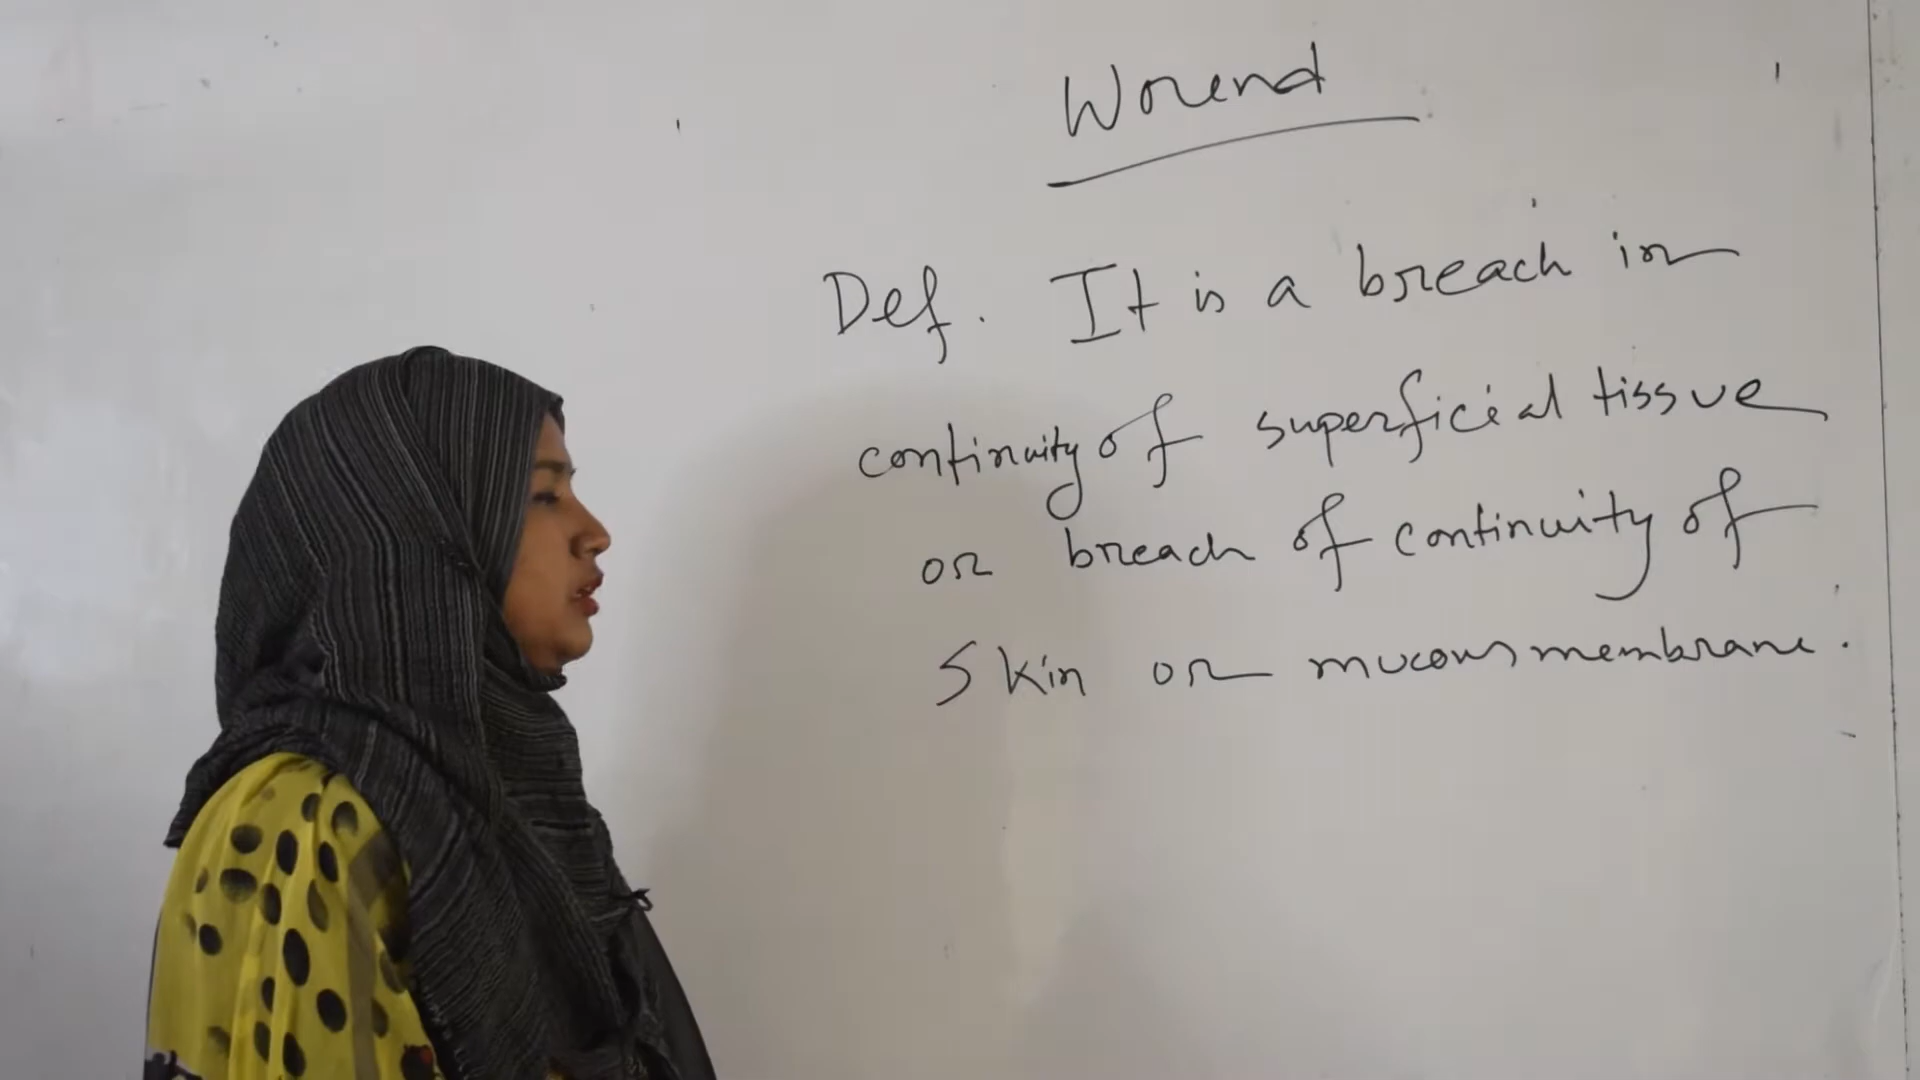 Wound
Def. It is a breach in
continuity of superficial tissue
or breach of continuity of
Skin or mucous membrane.